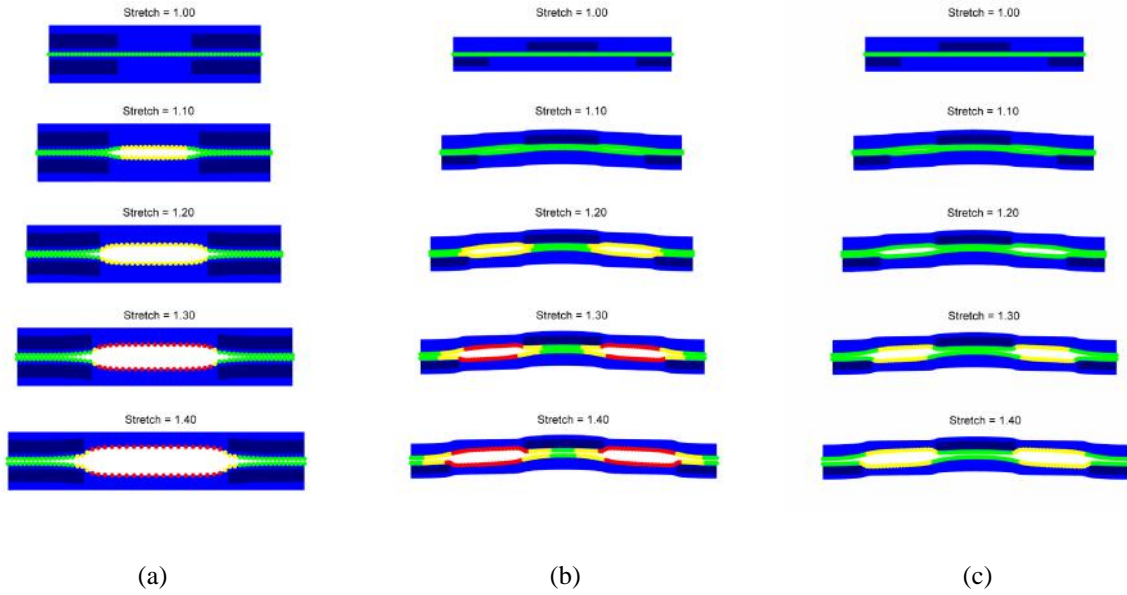 Stretch = 1.00
Stretch = 1.10
Stretch = 1.20
Stretch = 1.30
Stretch = 1.40
(a)
Stretch = 1.00
Stretch = 1.10
Stretch = 1.20
Stretch = 1.30
Stretch = 1.40
(b)
Stretch = 1.00
Stretch = 1.10
Stretch = 1.20
Stretch = 1.30
Stretch = 1.40
(c)